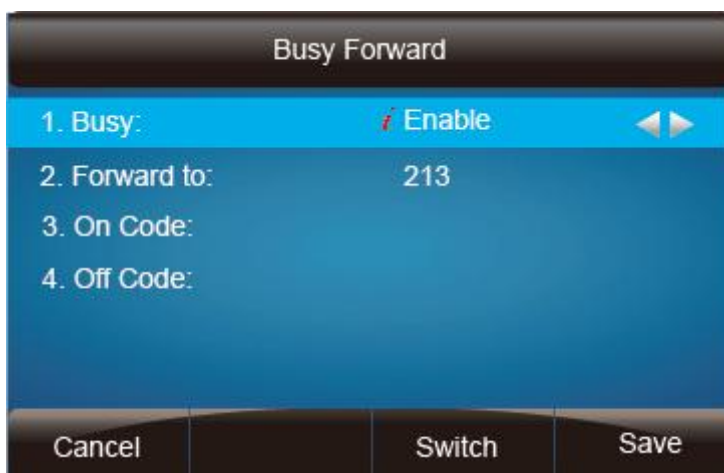 Busy Forward
1. Busy: i Enable
2. Forward to: 213
3. On Code:
4. Off Code:
Cancel Switch Save